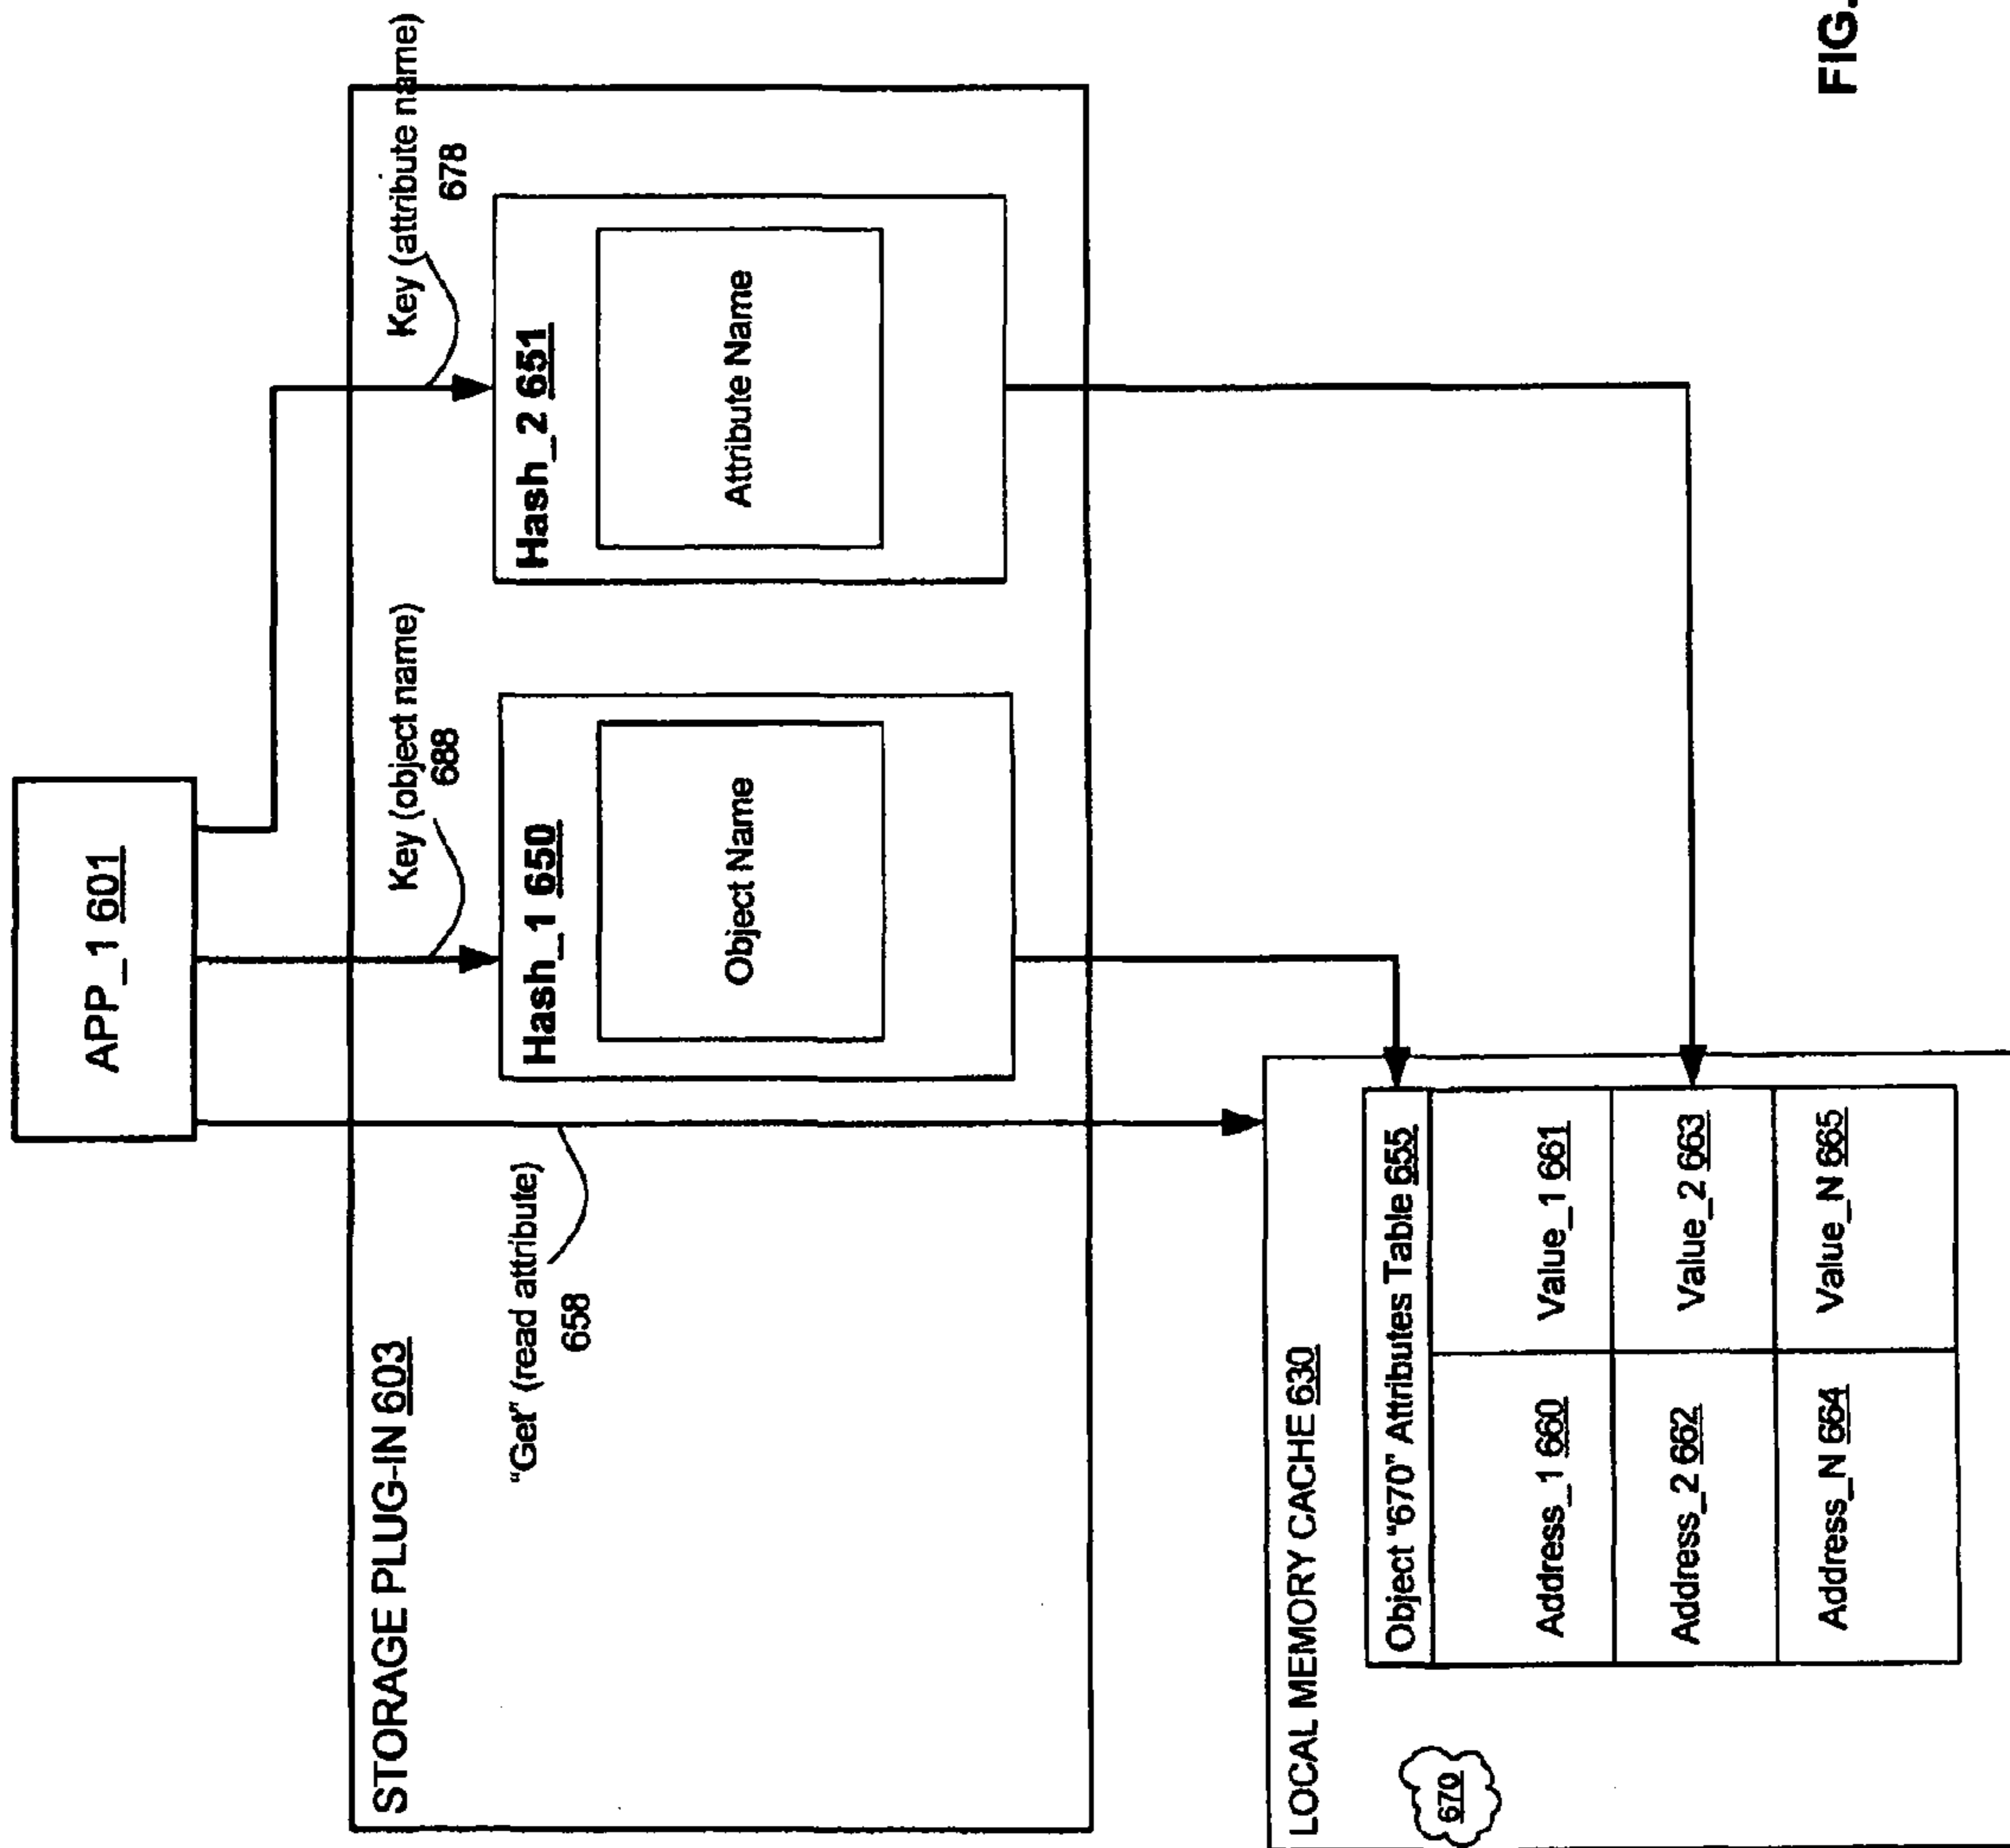 APP_1 601
Key (object name)
688
Key (attribute name)
678
STORAGE PLUG-IN 603
"Get" (read attribute)
658
Hash_1 650
Object Name
Hash_2 651
Attribute Name
LOCAL MEMORY CACHE 630
670
Object "670" Attributes Table 655
Address_1 660 Value_1 661
Address_2 662 Value_2 663
Address_N 664 Value_N 665
FIG.